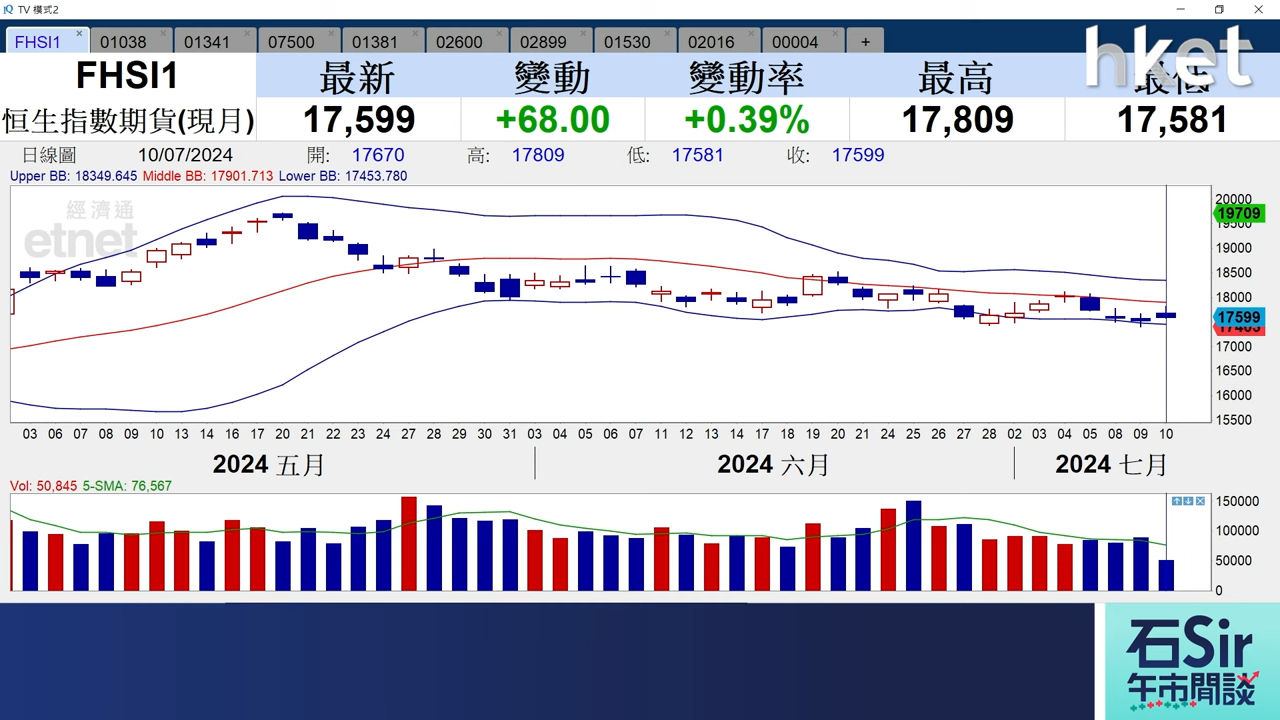 TV 模式2
FHSI1 01038 01341 07500 01381 02600 02899 01530 02016 00004 +
hket
FHSI1 最新 變動 變動率 最高 最低
恒生指數期貨(現月) 17,599 +68.00 +0.39% 17,809 17,581
日線圖 10/07/2024 開: 17670 高: 17809 低: 17581 收: 17599
Upper BB: 18349.645 Middle BB: 17901.713 Lower BB: 17453.780
經濟通
etnet
20000
19709
19000
18500
18000
17599
17000
16500
16000
15500
03 06 07 08 09 10 13 14 16 17 20 21 22 23 24 27 28 29 30 31 03 04 05 06 07 11 12 13 14 17 18 19 20 21 24 25 26 27 28 02 03 04 05 08 09 10
2024 五月 2024 六月 2024 七月
Vol: 50,845 5-SMA: 76,567
150000
100000
50000
0
石Sir
午市閒談